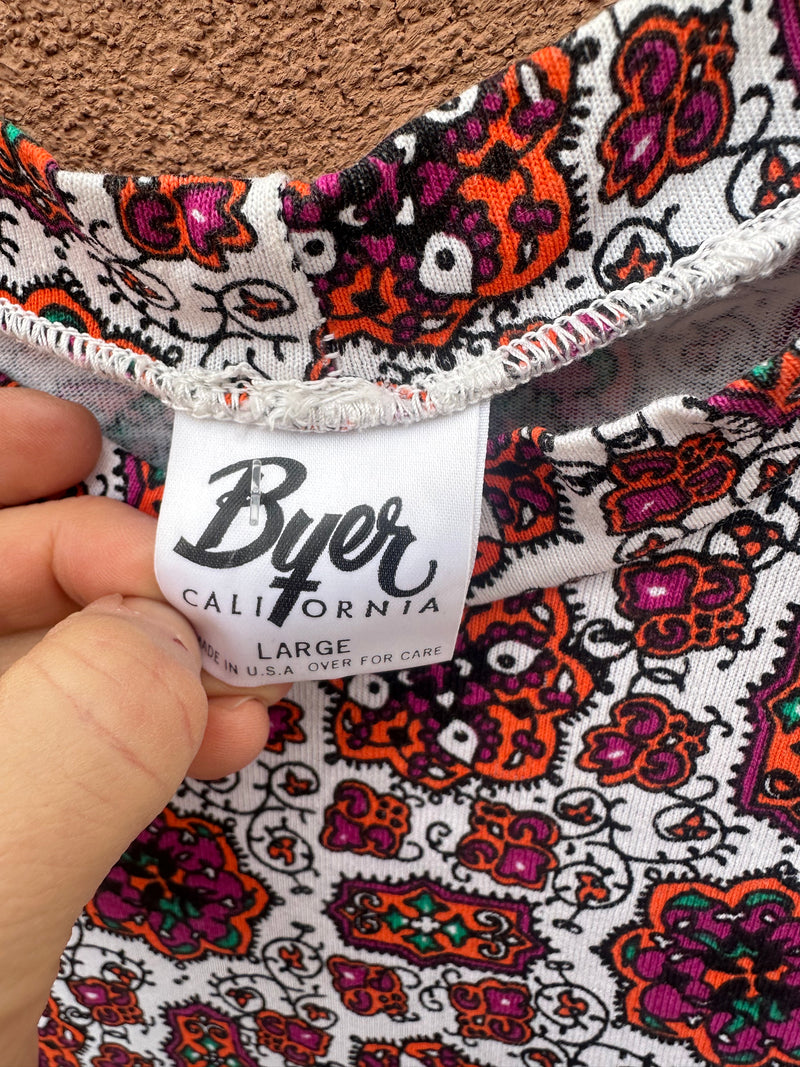 Byer
CALIFORNIA
LARGE
MADE IN U.S.A OVER FOR CARE